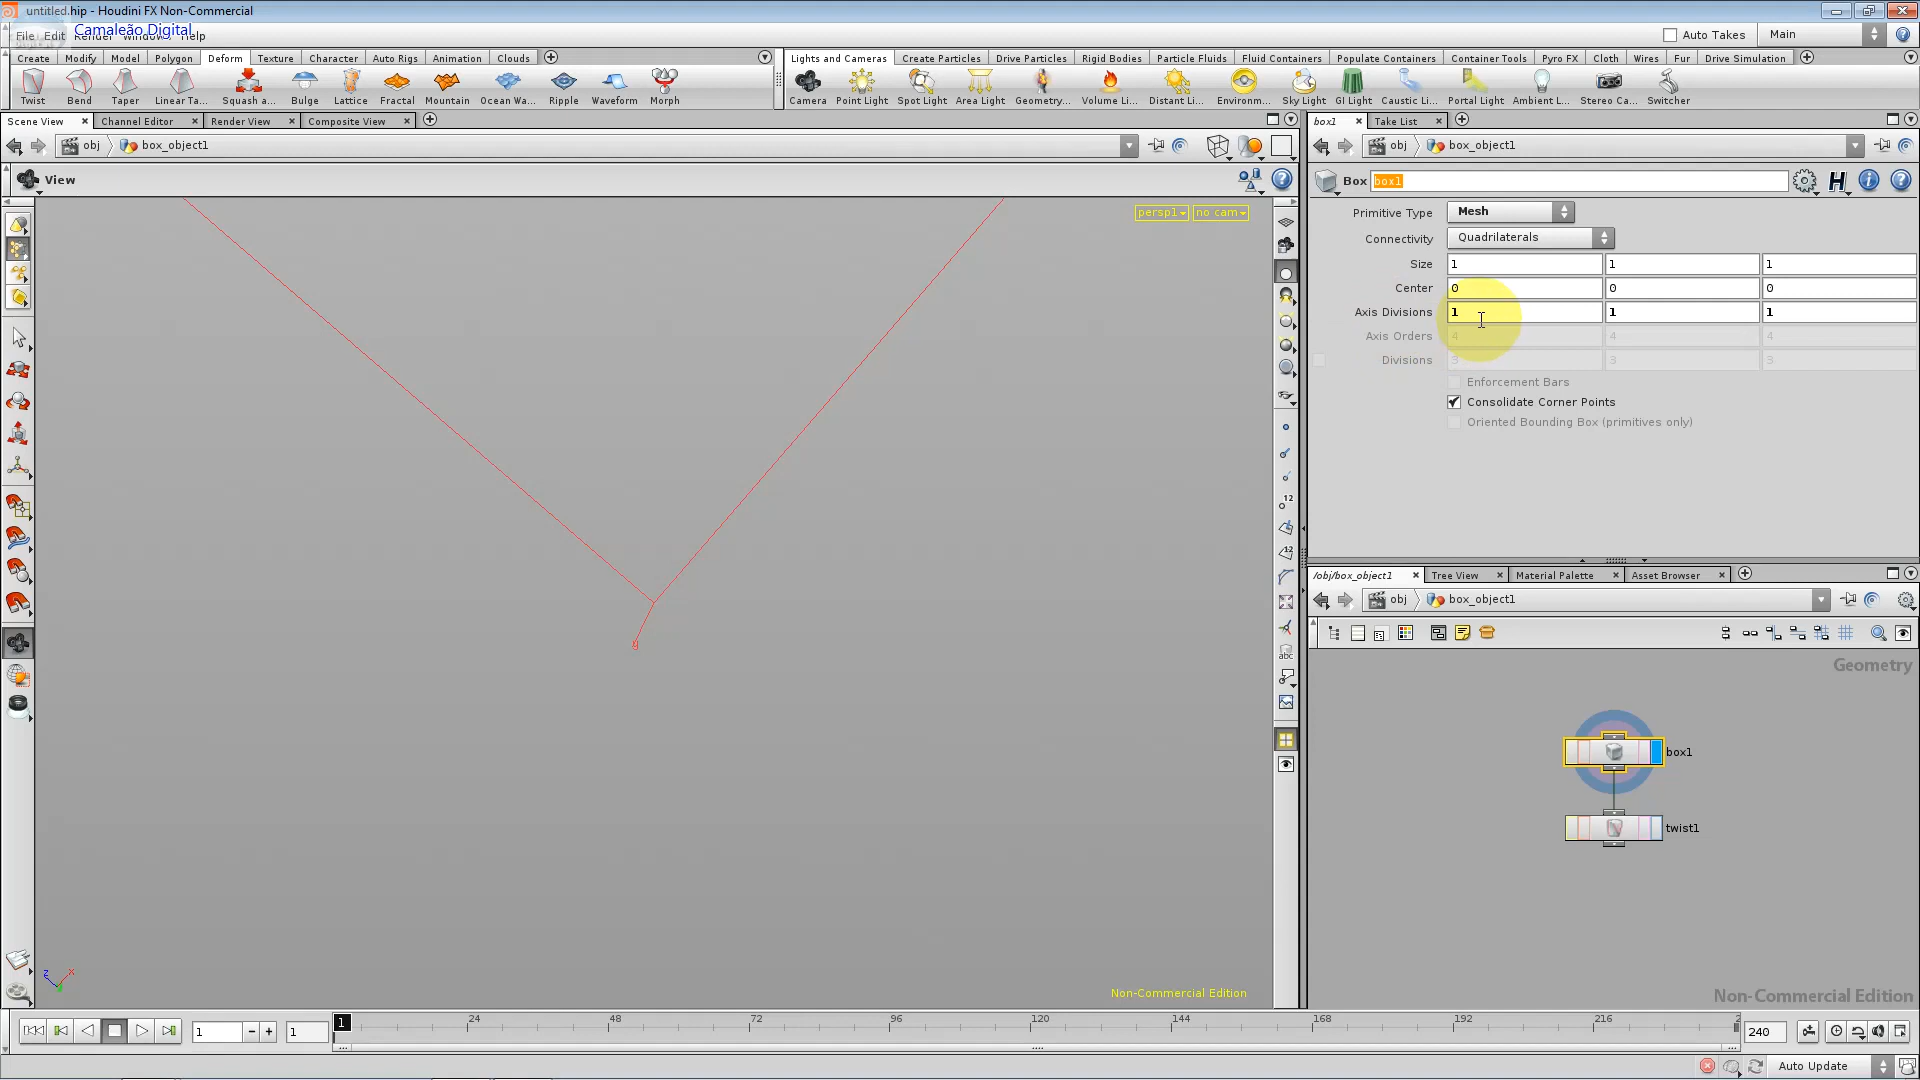 untitled.hip - Houdini FX Non-Commercial
Camaleão Digital
File Edit Render Window Help
Auto Takes Main
Create Modify Model Polygon Deform Texture Character Auto Rigs Animation Clouds
Lights and Cameras Create Particles Drive Particles Rigid Bodies Particle Fluids Fluid Containers Populate Containers Container Tools Pyro FX Cloth Wires Fur Drive Simulation
Twist Bend Taper Linear Ta... Squash a... Bulge Lattice Fractal Mountain Ocean Wa... Ripple Waveform Morph
Camera Point Light Spot Light Area Light Geometry... Volume Li... Distant Li... Environm... Sky Light GI Light Caustic Li... Portal Light Ambient L... Stereo Ca... Switcher
Scene View Channel Editor Render View Composite View
box1 Take List
obj box_object1
obj box_object1
View
Box box1
persp1 no cam
Primitive Type Mesh
Connectivity Quadrilaterals
Size 1 1 1
Center 0 0 0
Axis Divisions 1 1 1
Axis Orders 4 4 4
Divisions 3 3 3
Enforcement Bars
Consolidate Corner Points
Oriented Bounding Box (primitives only)
12
12
abc
/obj/box_object1 Tree View Material Palette Asset Browser
obj box_object1
Geometry
box1
twist1
y
z x
Non-Commercial Edition
Non-Commercial Edition
1 1 1 24 48 72 96 120 144 168 192 216 2 240
Auto Update